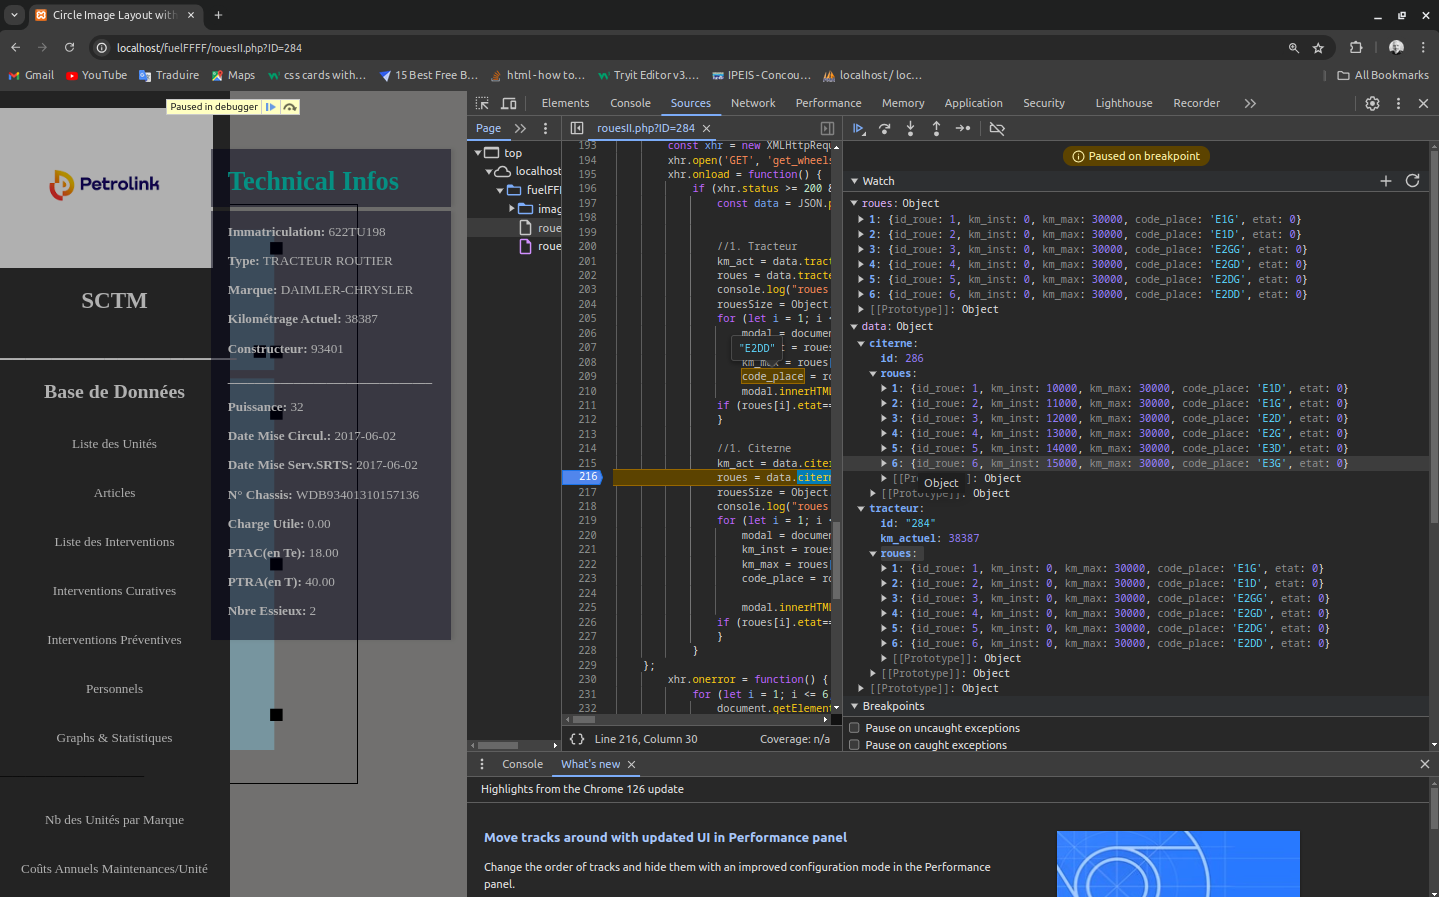 Circle Image Layout with
localhost/fuelFFFF/rouesII.php?ID=284
Gmail
YouTube
Traduire
Maps
css cards with...
15 Best Free B...
html - how to...
Tryit Editor v3....
IPEIS - Concou...
localhost / loc...
All Bookmarks
Paused in debugger
Petrolink
SCTM
Base de Données
Liste des Unités
Articles
Liste des Interventions
Interventions Curatives
Interventions Préventives
Personnels
Graphs & Statistiques
Nb des Unités par Marque
Coûts Annuels Maintenances/Unité
Technical Infos
Immatriculation: 622TU198
Type: TRACTEUR ROUTIER
Marque: DAIMLER-CHRYSLER
Kilométrage Actuel: 38387
Constructeur: 93401
Puissance: 32
Date Mise Circul.: 2017-06-02
Date Mise Serv.SRTS: 2017-06-02
N° Chassis: WDB93401310157136
Charge Utile: 0.00
PTAC(en Te): 18.00
PTRA(en T): 40.00
Nbre Essieux: 2
Elements
Console
Sources
Network
Performance
Memory
Application
Security
Lighthouse
Recorder
Page
rouesII.php?ID=284
top
localhost
fuelFFF
imag
roue
roue
193 const xhr = new XMLHttpRequ
194 xhr.open('GET', 'get_wheels
195 xhr.onload = function() {
196 if (xhr.status >= 200 &
197 const data = JSON.p
198
199
200 //1. Tracteur
201 km_act = data.tract
202 roues = data.tracte
203 console.log("roues
204 rouesSize = Object.
205 for (let i = 1; i <
206 modal = docume
207 t = roues
208 km_max = roues[
209 code_place = ro
210 modal.innerHTML
211 if (roues[i].etat==
212 }
213
214 //1. Citerne
215 km_act = data.citer
216 roues = data.citern
217 rouesSize = Object.
218 console.log("roues
219 for (let i = 1; i <
220 modal = documen
221 km_inst = roues
222 km_max = roues[
223 code_place = ro
224
225 modal.innerHTML
226 if (roues[i].etat==
227 }
228 }
229 };
230 xhr.onerror = function() {
231 for (let i = 1; i <= 6
232 document.getElement
"E2DD"
{} Line 216, Column 30
Coverage: n/a
Paused on breakpoint
Watch
roues: Object
1: {id_roue: 1, km_inst: 0, km_max: 30000, code_place: 'E1G', etat: 0}
2: {id_roue: 2, km_inst: 0, km_max: 30000, code_place: 'E1D', etat: 0}
3: {id_roue: 3, km_inst: 0, km_max: 30000, code_place: 'E2GG', etat: 0}
4: {id_roue: 4, km_inst: 0, km_max: 30000, code_place: 'E2GD', etat: 0}
5: {id_roue: 5, km_inst: 0, km_max: 30000, code_place: 'E2DG', etat: 0}
6: {id_roue: 6, km_inst: 0, km_max: 30000, code_place: 'E2DD', etat: 0}
[[Prototype]]: Object
data: Object
citerne:
id: 286
roues:
1: {id_roue: 1, km_inst: 10000, km_max: 30000, code_place: 'E1D', etat: 0}
2: {id_roue: 2, km_inst: 11000, km_max: 30000, code_place: 'E1G', etat: 0}
3: {id_roue: 3, km_inst: 12000, km_max: 30000, code_place: 'E2D', etat: 0}
4: {id_roue: 4, km_inst: 13000, km_max: 30000, code_place: 'E2G', etat: 0}
5: {id_roue: 5, km_inst: 14000, km_max: 30000, code_place: 'E3D', etat: 0}
6: {id_roue: 6, km_inst: 15000, km_max: 30000, code_place: 'E3G', etat: 0}
[[Pro ]: Object
Object
[[Prototype]]: Object
tracteur:
id: "284"
km_actuel: 38387
roues:
1: {id_roue: 1, km_inst: 0, km_max: 30000, code_place: 'E1G', etat: 0}
2: {id_roue: 2, km_inst: 0, km_max: 30000, code_place: 'E1D', etat: 0}
3: {id_roue: 3, km_inst: 0, km_max: 30000, code_place: 'E2GG', etat: 0}
4: {id_roue: 4, km_inst: 0, km_max: 30000, code_place: 'E2GD', etat: 0}
5: {id_roue: 5, km_inst: 0, km_max: 30000, code_place: 'E2DG', etat: 0}
6: {id_roue: 6, km_inst: 0, km_max: 30000, code_place: 'E2DD', etat: 0}
[[Prototype]]: Object
[[Prototype]]: Object
[[Prototype]]: Object
Breakpoints
Pause on uncaught exceptions
Pause on caught exceptions
Console
What's new
Highlights from the Chrome 126 update
Move tracks around with updated UI in Performance panel
Change the order of tracks and hide them with an improved configuration mode in the Performance
panel.